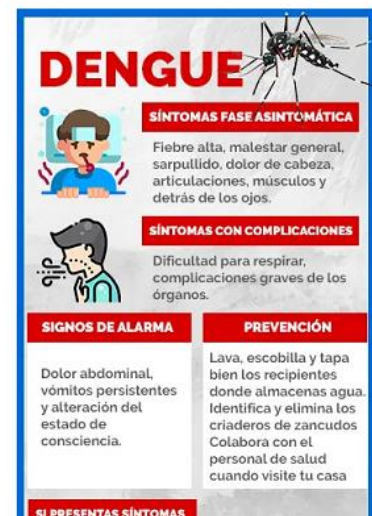 DENGUE
SÍNTOMAS FASE ASINTOMÁTICA
Fiebre alta, malestar general,
sarpullido, dolor de cabeza,
articulaciones, músculos y
detrás de los ojos.
SÍNTOMAS CON COMPLICACIONES
Dificultad para respirar,
complicaciones graves de los
órganos.
SIGNOS DE ALARMA
Dolor abdominal,
vómitos persistentes
y alteración del
estado de
consciencia.
PREVENCIÓN
Lava, escobilla y tapa
bien los recipientes
donde almacenas agua.
Identifica y elimina los
criaderos de zancudos
Colabora con el
personal de salud
cuando visite tu casa
SI PRESENTAS SÍNTOMAS